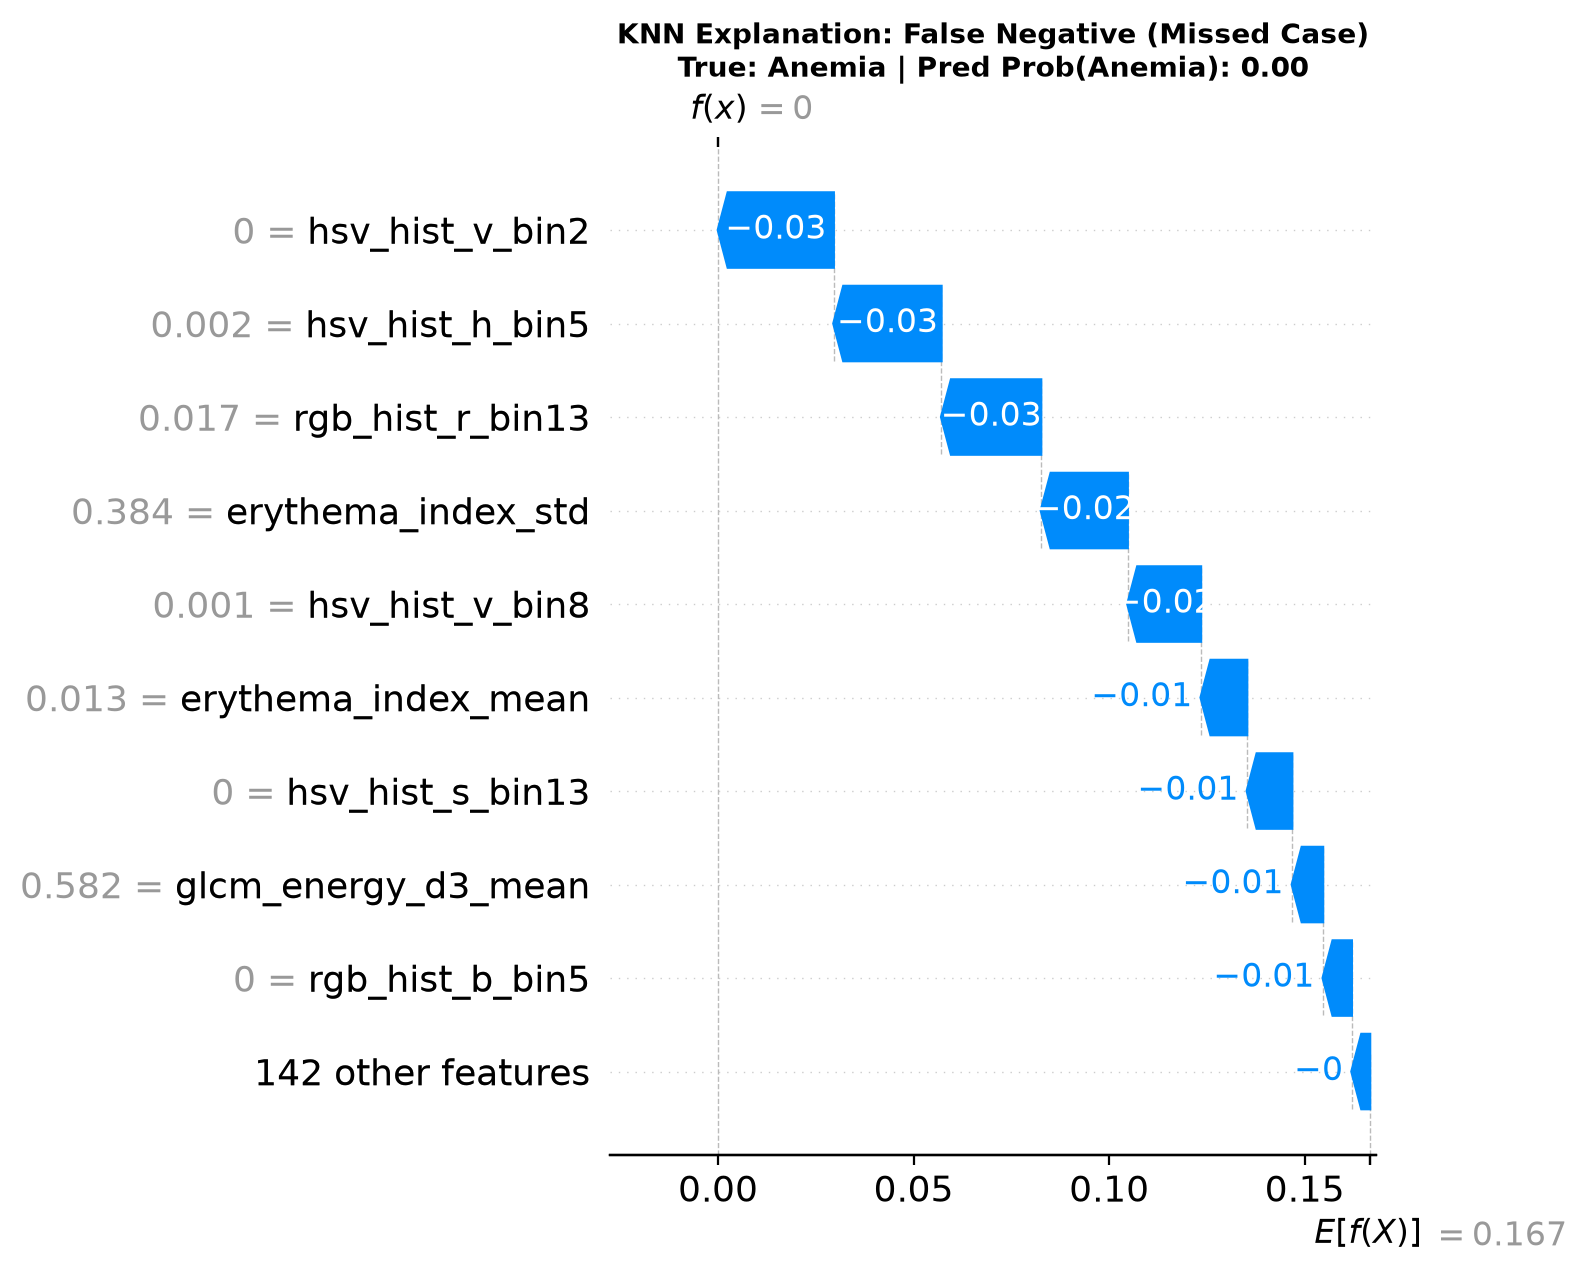 KNN Explanation: False Negative (Missed Case)
True: Anemia | Pred Prob(Anemia): 0.00
f(x) = 0
0 = hsv_hist_v_bin2 −0.03
0.002 = hsv_hist_h_bin5 −0.03
0.017 = rgb_hist_r_bin13 −0.03
0.384 = erythema_index_std −0.02
0.001 = hsv_hist_v_bin8 −0.02
0.013 = erythema_index_mean −0.01
0 = hsv_hist_s_bin13 −0.01
0.582 = glcm_energy_d3_mean −0.01
0 = rgb_hist_b_bin5 −0.01
142 other features −0
0.00 0.05 0.10 0.15
E[f(X)] = 0.167